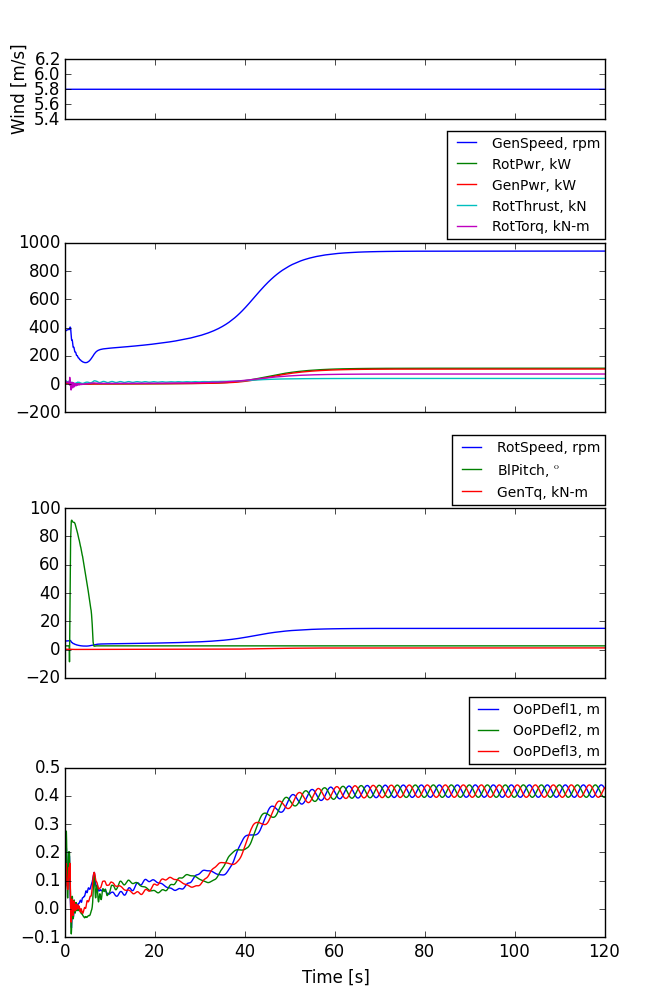 Wind [m/s]
6.2
6.0
5.8
5.6
5.4
GenSpeed, rpm
RotPwr, kW
GenPwr, kW
RotThrust, kN
RotTorq, kN-m
1000
800
600
400
200
0
−200
RotSpeed, rpm
BlPitch, °
GenTq, kN-m
100
80
60
40
20
0
−20
OoPDefl1, m
OoPDefl2, m
OoPDefl3, m
0.5
0.4
0.3
0.2
0.1
0.0
−0.1
0 20 40 60 80 100 120
Time [s]